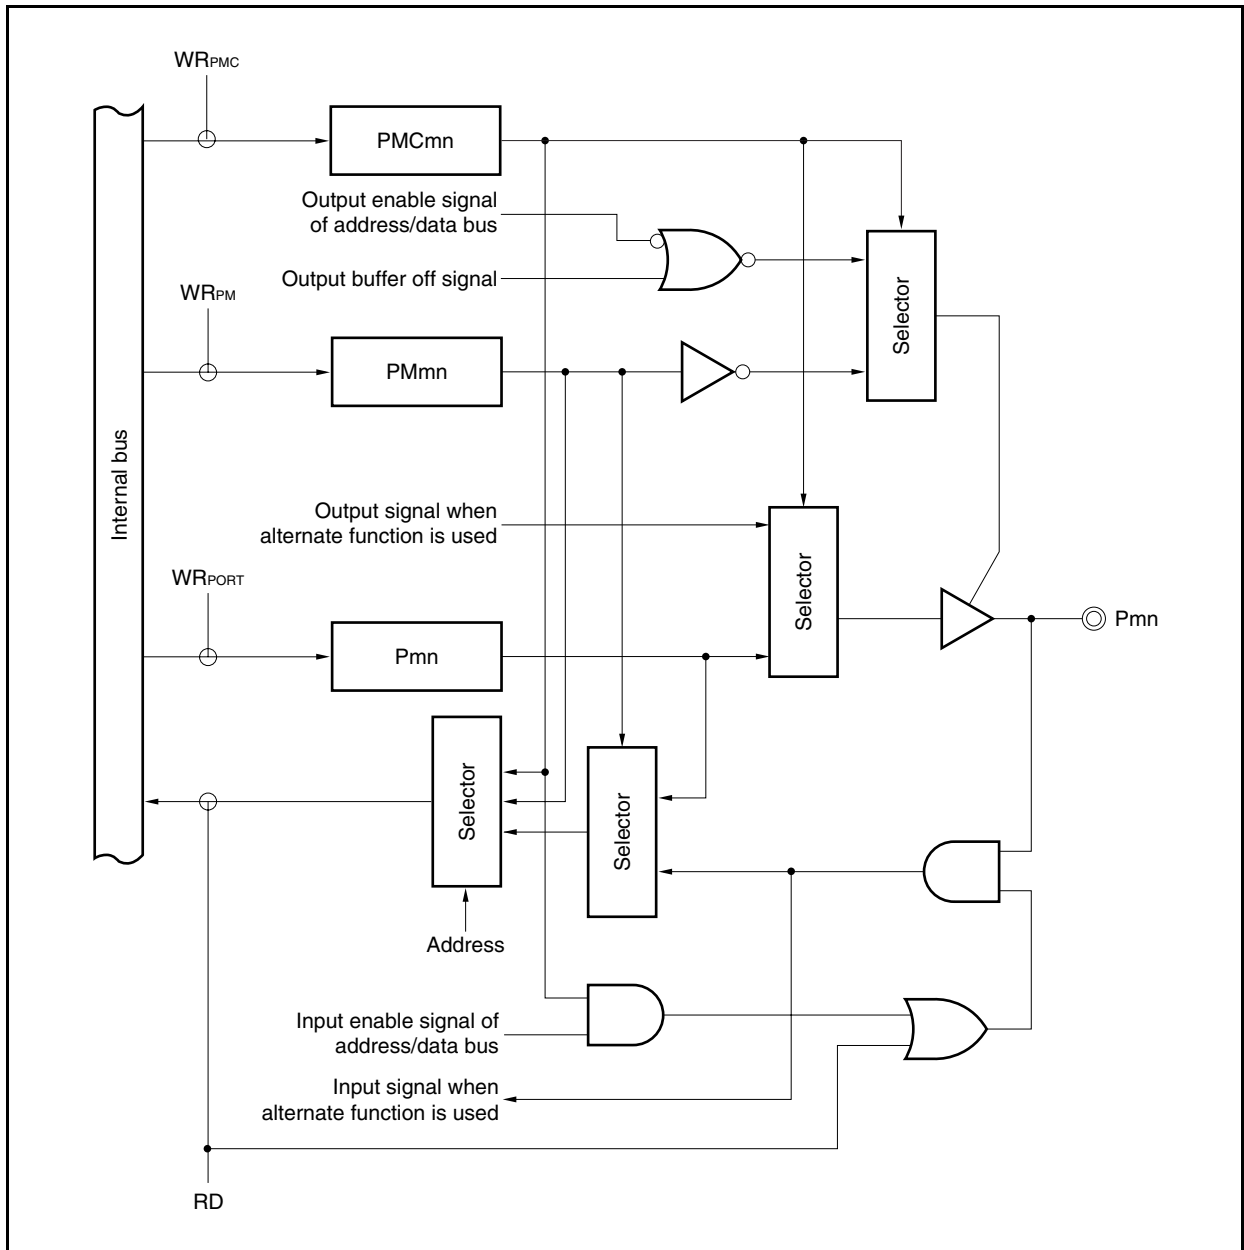 WRPMC
PMCmn
Output enable signal
of address/data bus
Output buffer off signal
Selector
WRPM
PMmn
Internal bus
Output signal when
alternate function is used
Selector
WRPORT
Pmn
Pmn
Selector
Selector
Address
Input enable signal of
address/data bus
Input signal when
alternate function is used
RD